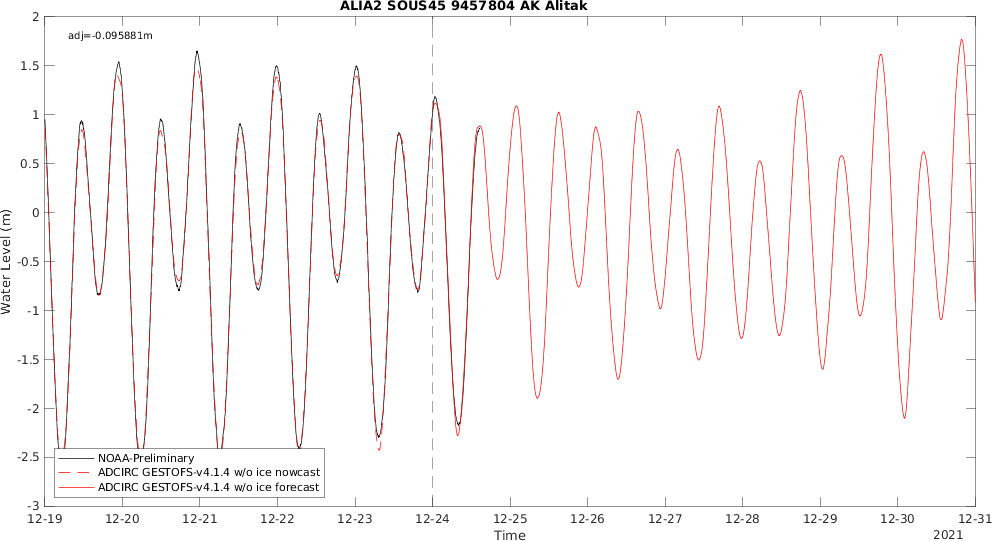 ALIA2 SOUS45 9457804 AK Alitak
adj=-0.095881m
Water Level (m)
2
1.5
1
0.5
0
-0.5
-1
-1.5
-2
-2.5
-3
NOAA-Preliminary
ADCIRC GESTOFS-v4.1.4 w/o ice nowcast
ADCIRC GESTOFS-v4.1.4 w/o ice forecast
12-19 12-20 12-21 12-22 12-23 12-24 12-25 12-26 12-27 12-28 12-29 12-30 12-31
Time
2021